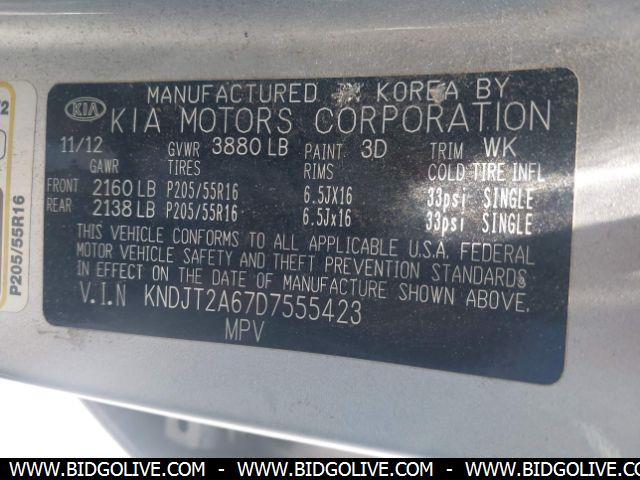 MANUFACTURED IN KOREA BY
KIA KIA MOTORS CORPORATION
11/12 GVWR 3880 LB PAINT 3D TRIM WK
GAWR TIRES RIMS COLD TIRE INFL
FRONT 2160 LB P205/55R16 6.5JX16 33psi SINGLE
REAR 2138 LB P205/55R16 6.5Jx16 33psi SINGLE
THIS VEHICLE CONFORMS TO ALL APPLICABLE U.S.A. FEDERAL
MOTOR VEHICLE SAFETY AND THEFT PREVENTION STANDARDS
IN EFFECT ON THE DATE OF MANUFACTURE SHOWN ABOVE.
V.I.N KNDJT2A67D7555423
MPV
P205/55R16
WWW.BIDGOLIVE.COM - WWW.BIDGOLIVE.COM - WWW.BIDGOLIVE.COM